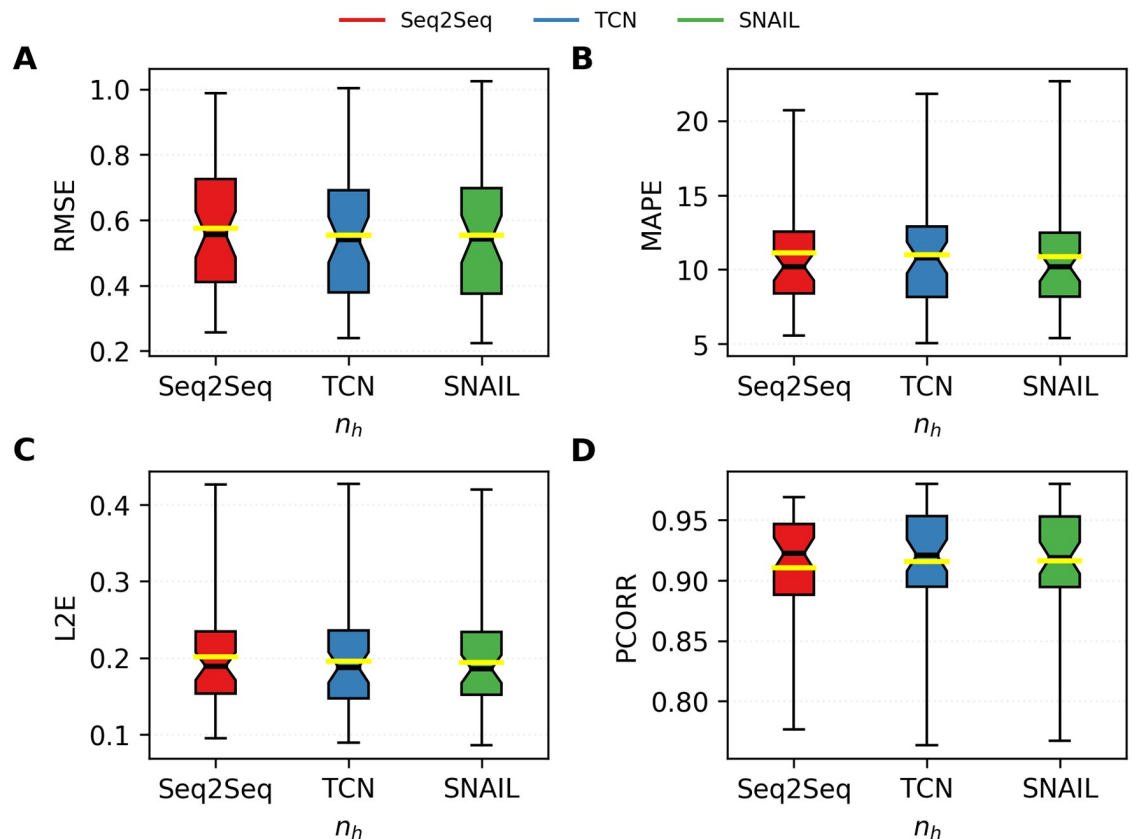 Seq2Seq TCN SNAIL
A
RMSE
1.0
0.8
0.6
0.4
0.2
Seq2Seq TCN SNAIL
n_h
B
MAPE
20
15
10
5
Seq2Seq TCN SNAIL
n_h
C
L2E
0.4
0.3
0.2
0.1
Seq2Seq TCN SNAIL
n_h
D
PCORR
0.95
0.90
0.85
0.80
Seq2Seq TCN SNAIL
n_h